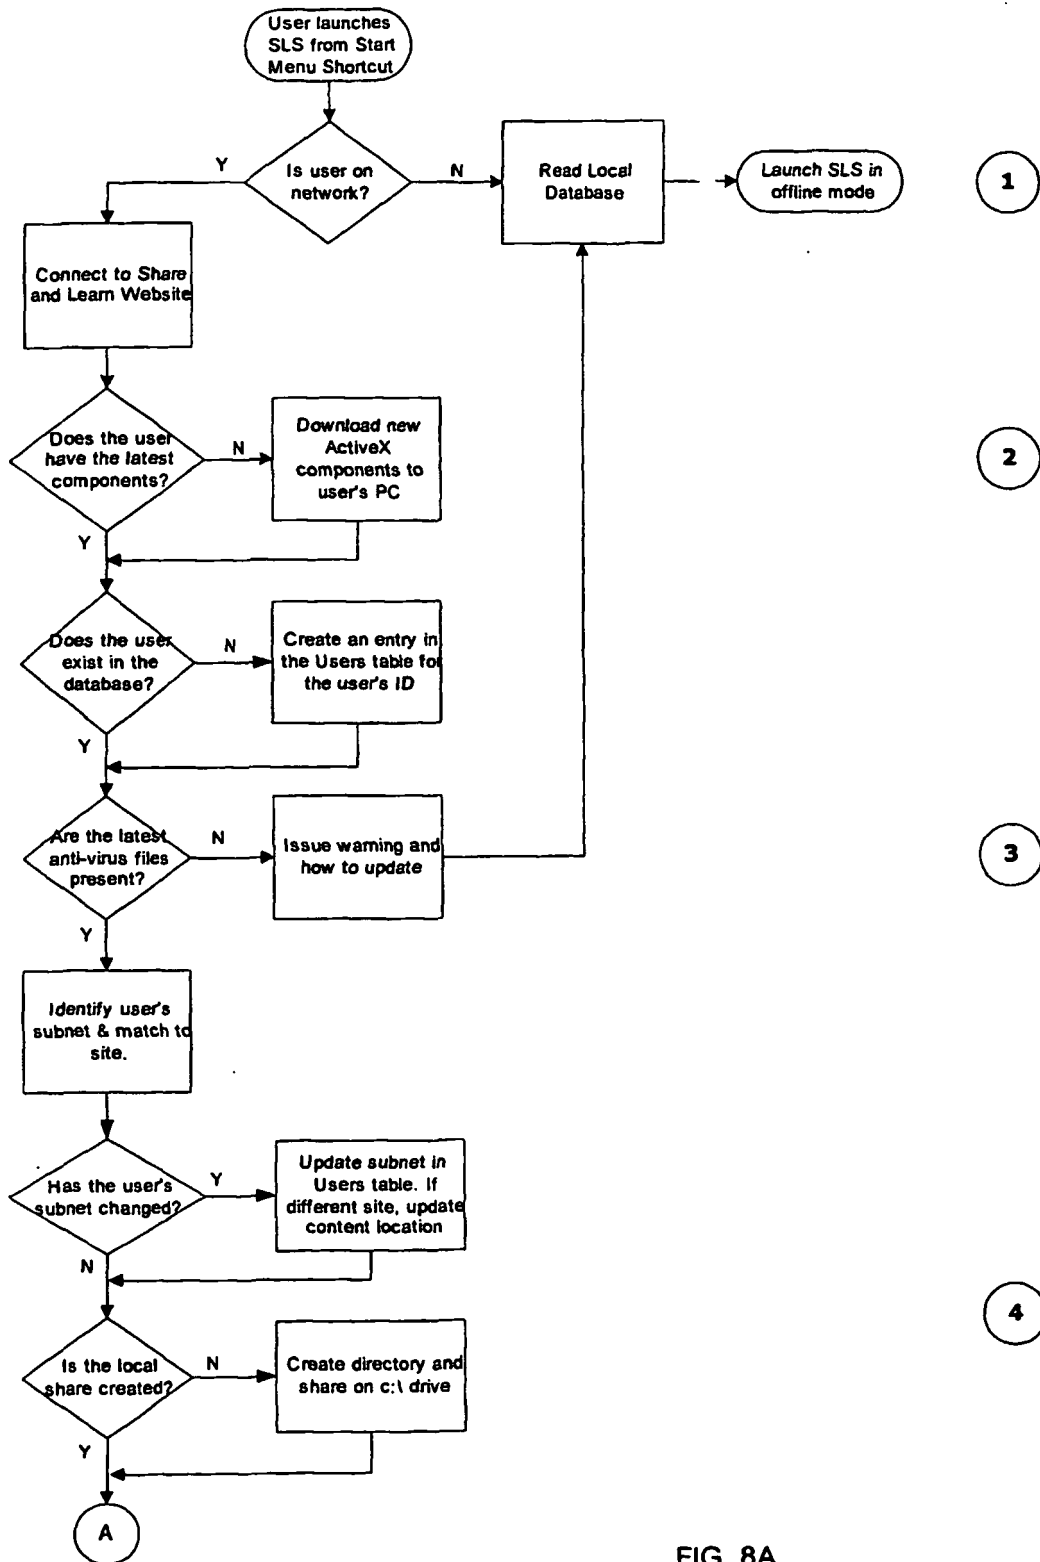 User launches
SLS from Start
Menu Shortcut
Y
Is user on
network?
N
Read Local
Database
Launch SLS in
offline mode
1
Connect to Share
and Learn Website
Does the user
have the latest
components?
N
Download new
ActiveX
components to
user's PC
2
Y
Does the user
exist in the
database?
N
Create an entry in
the Users table for
the user's ID
Y
Are the latest
anti-virus files
present?
N
Issue warning and
how to update
3
Y
Identify user's
subnet & match to
site.
Has the user's
subnet changed?
Y
Update subnet in
Users table. If
different site, update
content location
N
4
Is the local
share created?
N
Create directory and
share on c:\ drive
Y
A
FIG. 8A